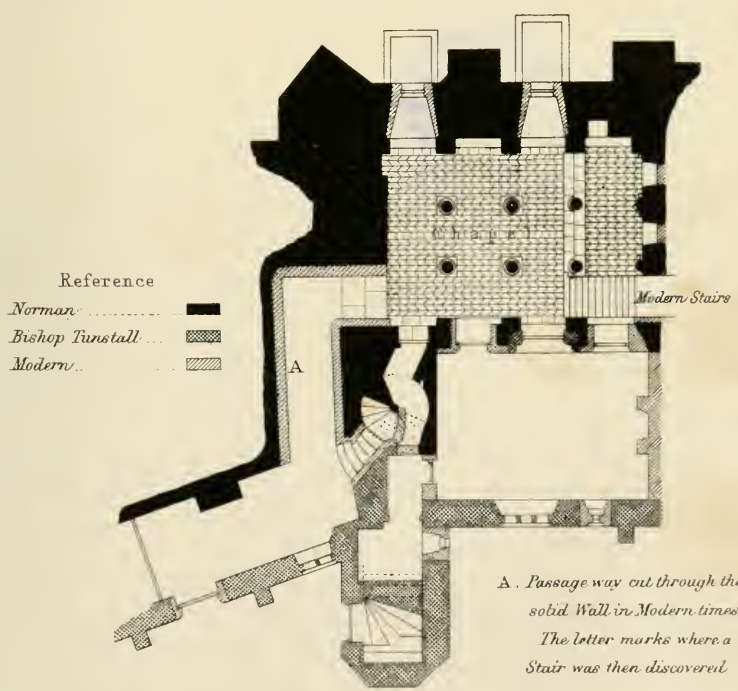 Chapel
Reference
Norman
Bishop Tunstall
Modern
Modern Stairs
A
A. Passage way cut through the
solid Wall in Modern times
The letter marks where a
Stair was then discovered